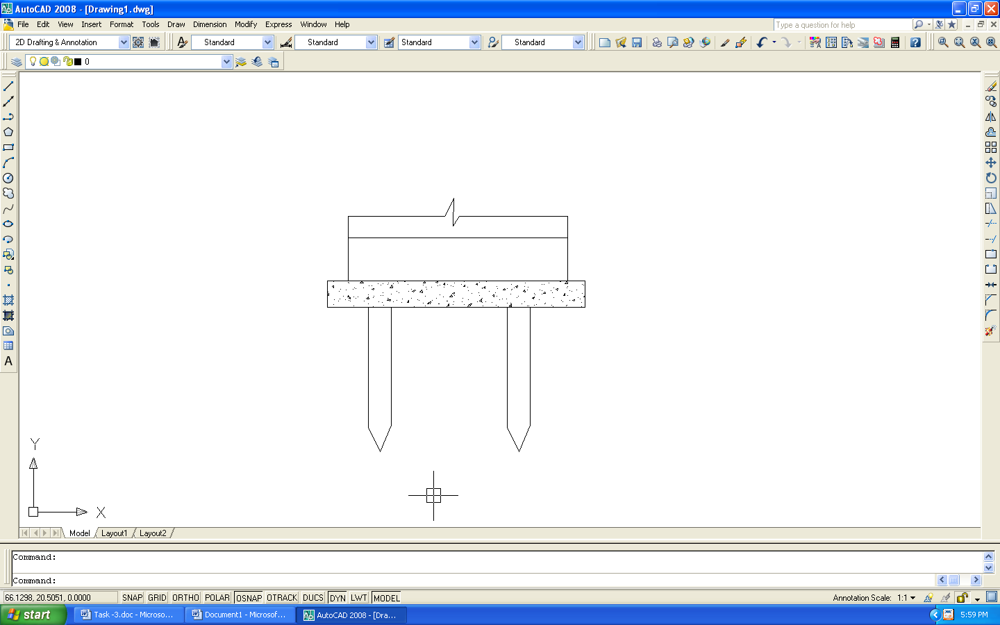 AutoCAD 2008 - [Drawing1.dwg]
File Edit View Insert Format Tools Draw Dimension Modify Express Window Help Type a question for help
2D Drafting & Annotation Standard Standard Standard Standard
0
Y
X
Model Layout1 Layout2
Command:
Command:
66.1298, 20.5051, 0.0000 SNAP GRID ORTHO POLAR OSNAP OTRACK DUCS DYN LWT MODEL Annotation Scale: 1:1
start Task -3.doc - Microso... Document1 - Microsof... AutoCAD 2008 - [Dra... 5:59 PM